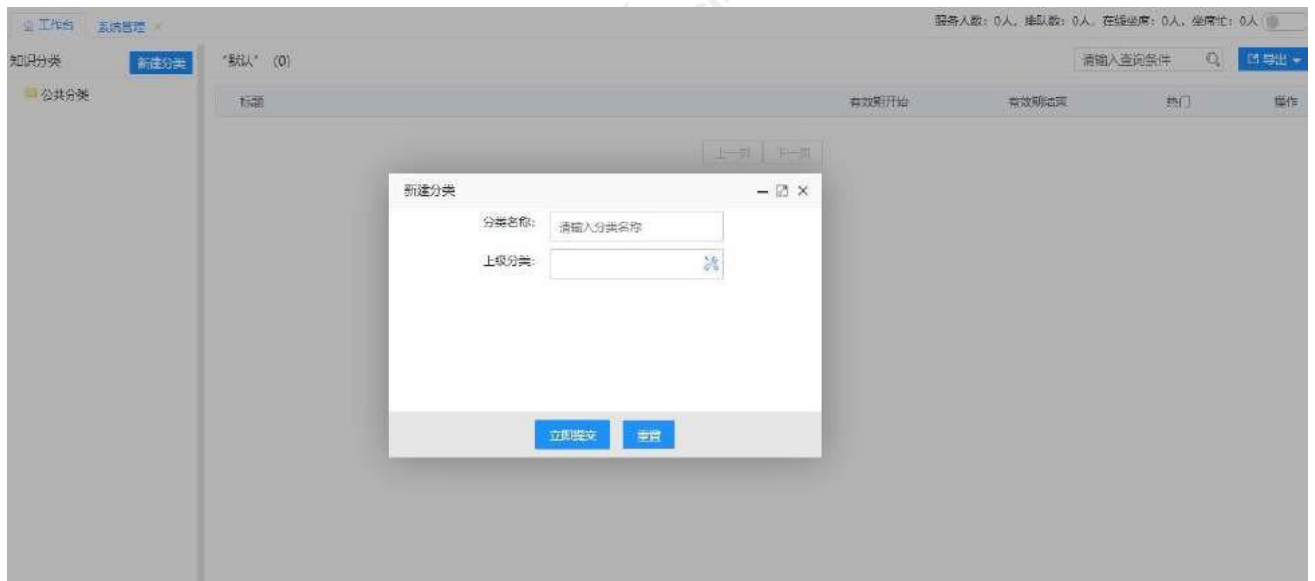 工作台 系统管理 ×
服务人数：0人，排队数：0人，在线坐席：0人，坐席忙：0人
知识分类 新建分类
"默认" (0)
请输入查询条件 导出
公共分类
标题 有效期开始 有效期结束 热门 操作
上一页 下一页
新建分类
分类名称：
请输入分类名称
上级分类：
立即提交 重置